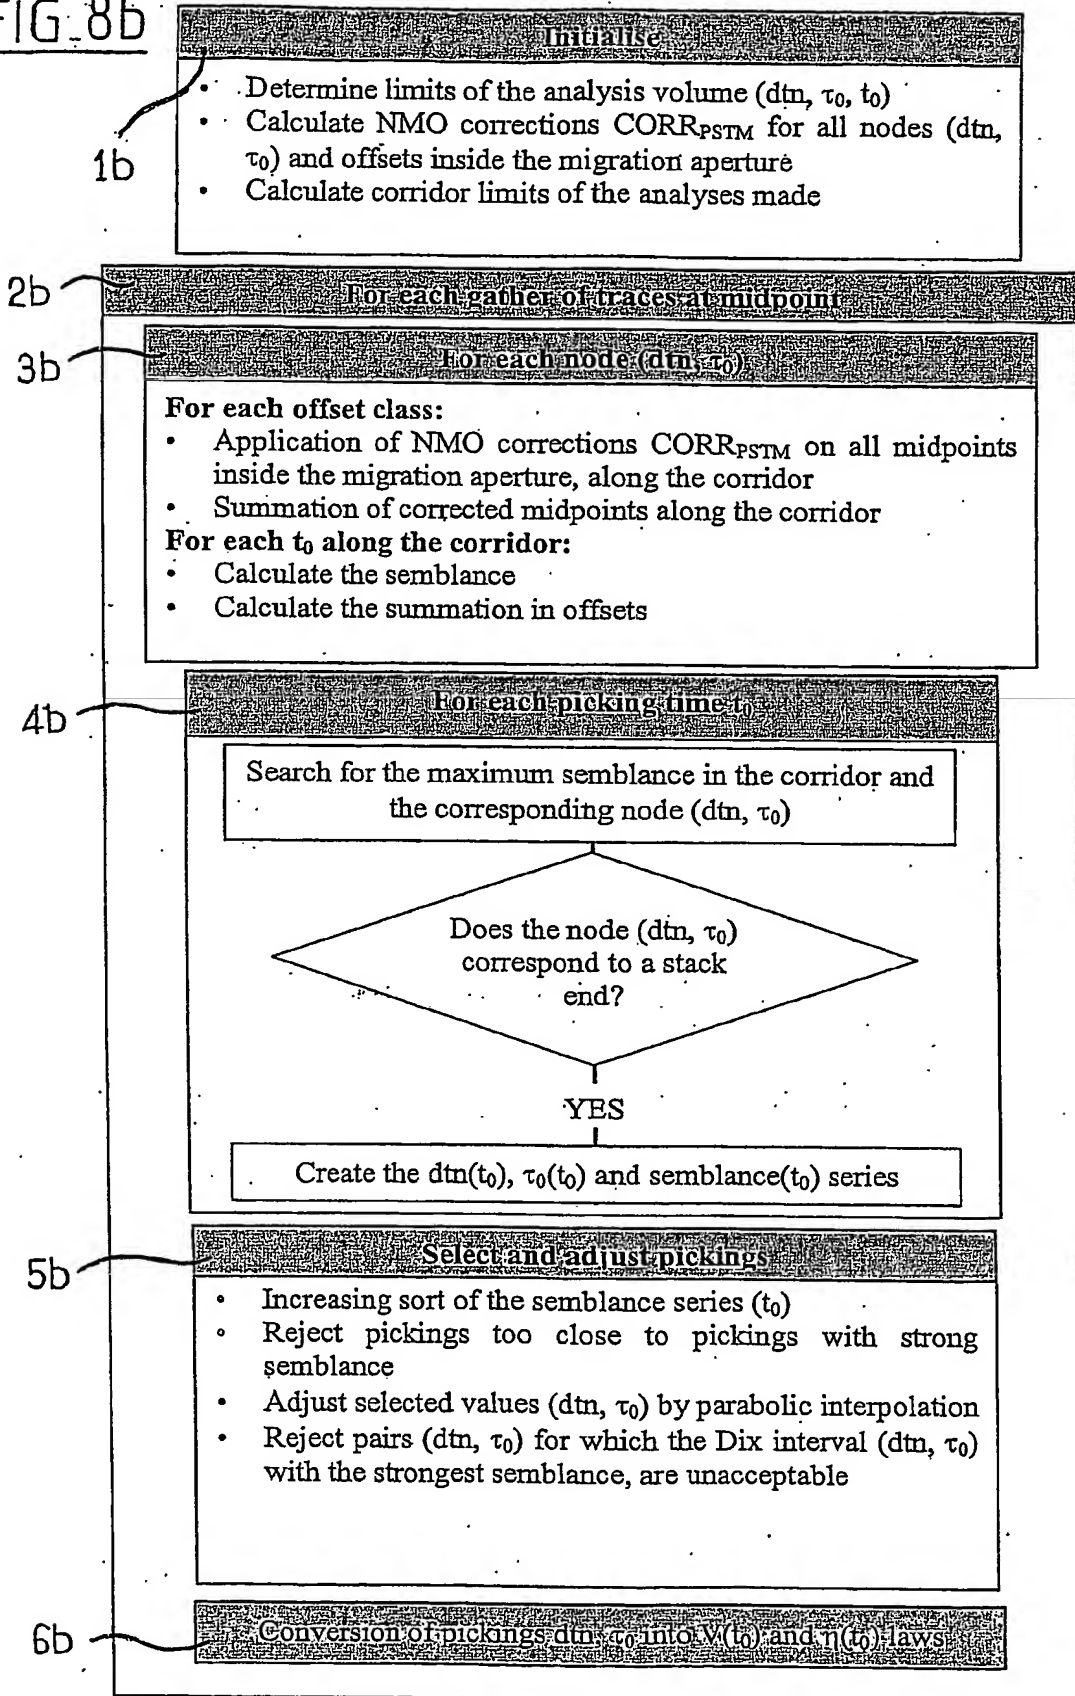 FIG_8b
Initialise
• Determine limits of the analysis volume (dtn, τ₀, t₀)
• Calculate NMO corrections CORR_PSTM for all nodes (dtn,
τ₀) and offsets inside the migration aperture
• Calculate corridor limits of the analyses made
1b
2b
For each gather of traces at midpoint
3b
For each node (dtn, τ₀)
For each offset class:
• Application of NMO corrections CORR_PSTM on all midpoints
inside the migration aperture, along the corridor
• Summation of corrected midpoints along the corridor
For each t₀ along the corridor:
• Calculate the semblance
• Calculate the summation in offsets
4b
For each picking time t₀
Search for the maximum semblance in the corridor and
the corresponding node (dtn, τ₀)
Does the node (dtn, τ₀)
correspond to a stack
end?
YES
Create the dtn(t₀), τ₀(t₀) and semblance(t₀) series
5b
Select and adjust pickings
• Increasing sort of the semblance series (t₀)
• Reject pickings too close to pickings with strong
semblance
• Adjust selected values (dtn, τ₀) by parabolic interpolation
• Reject pairs (dtn, τ₀) for which the Dix interval (dtn, τ₀)
with the strongest semblance, are unacceptable
6b
Conversion of pickings dtn, τ₀ into V(t₀) and η(t₀) laws